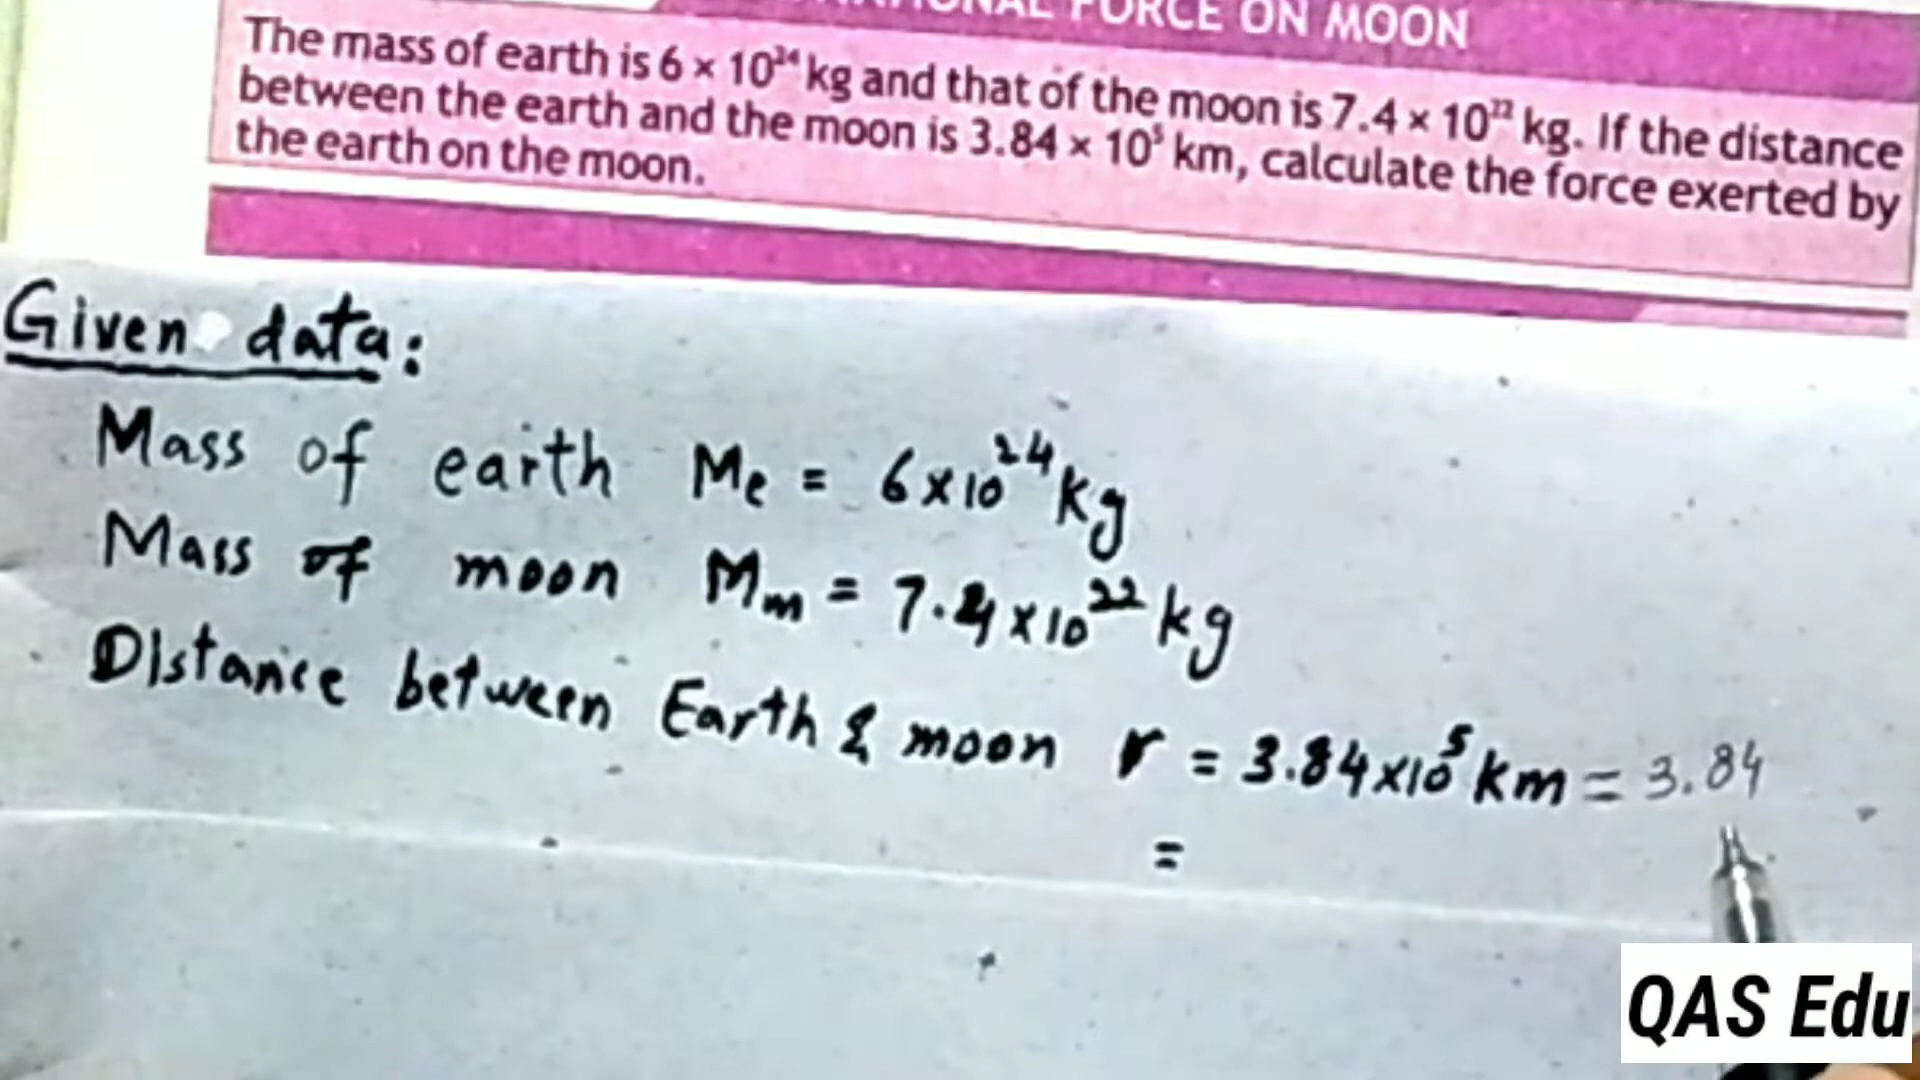 FORCE ON MOON
The mass of earth is 6 × 10²⁴ kg and that of the moon is 7.4 × 10²² kg. If the distance
between the earth and the moon is 3.84 × 10⁵ km, calculate the force exerted by
the earth on the moon.
Given data:
Mass of earth Me = 6×10²⁴ kg
Mass of moon Mm = 7.4×10²² kg
Distance between Earth & moon r = 3.84×10⁵ km = 3.84
=
QAS Edu